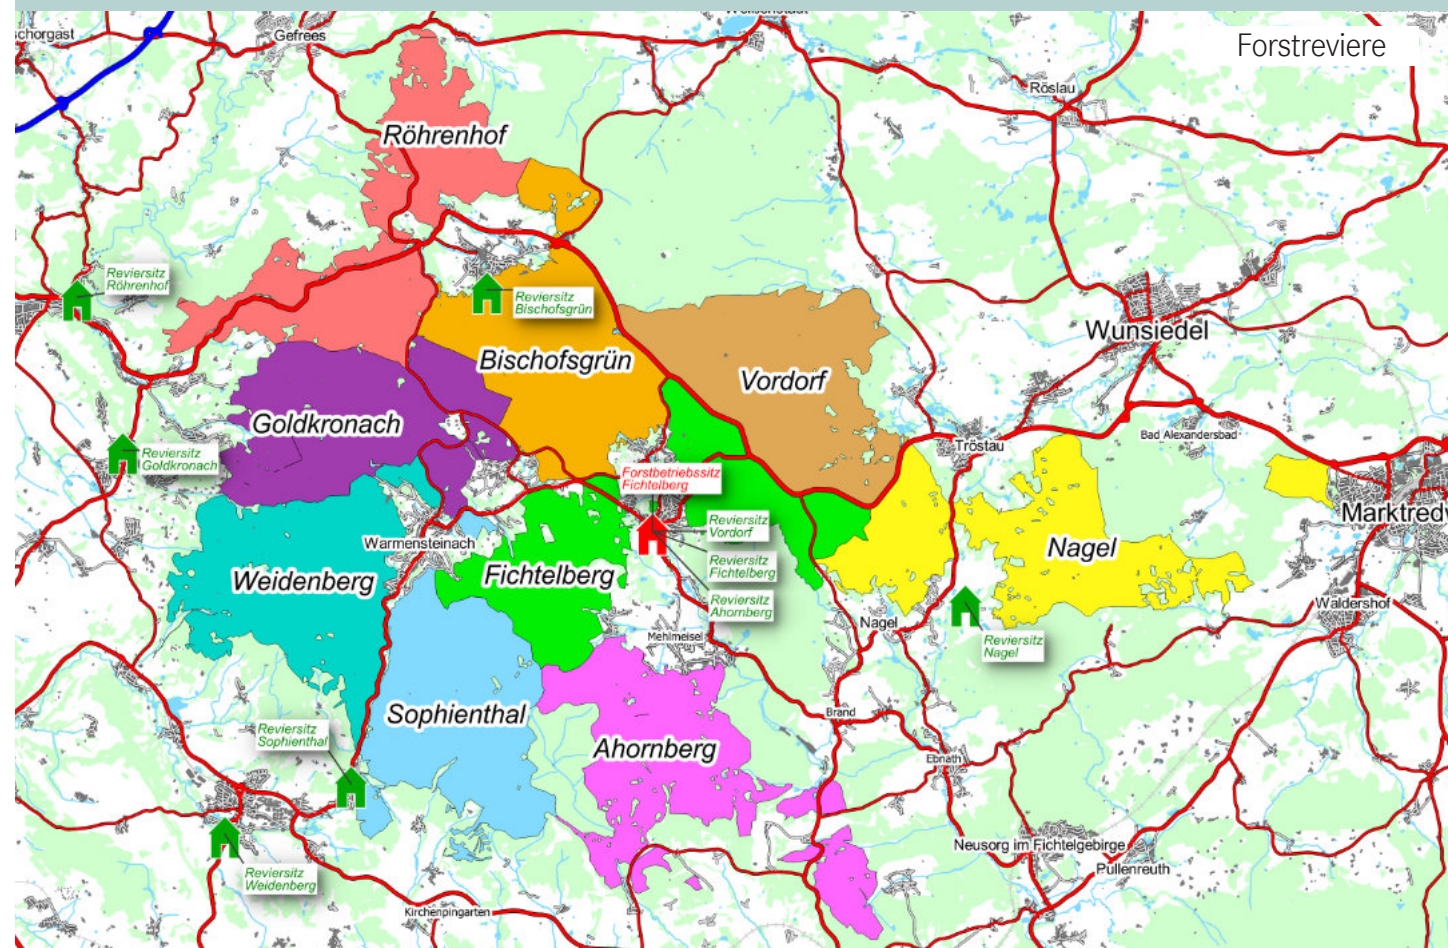 Forstreviere
Gefrees
Röslau
Röhrenhof
Reviersitz
Röhrenhof
Reviersitz
Bischofsgrün
Wunsiedel
Bischofsgrün
Vordorf
Goldkronach
Bad Alexandersbad
Tröstau
Reviersitz
Goldkronach
Forstbetriebssitz
Fichtelberg
Marktredw
Reviersitz
Vordorf
Warmensteinach
Nagel
Reviersitz
Fichtelberg
Weidenberg
Fichtelberg
Reviersitz
Ahornberg
Waldershof
Nagel
Mehlmeisel
Reviersitz
Nagel
Sophienthal
Brand
Reviersitz
Sophienthal
Ahornberg
Ebnath
Neusorg im Fichtelgebirge
Pullenreuth
Reviersitz
Weidenberg
Kirchenpingarten